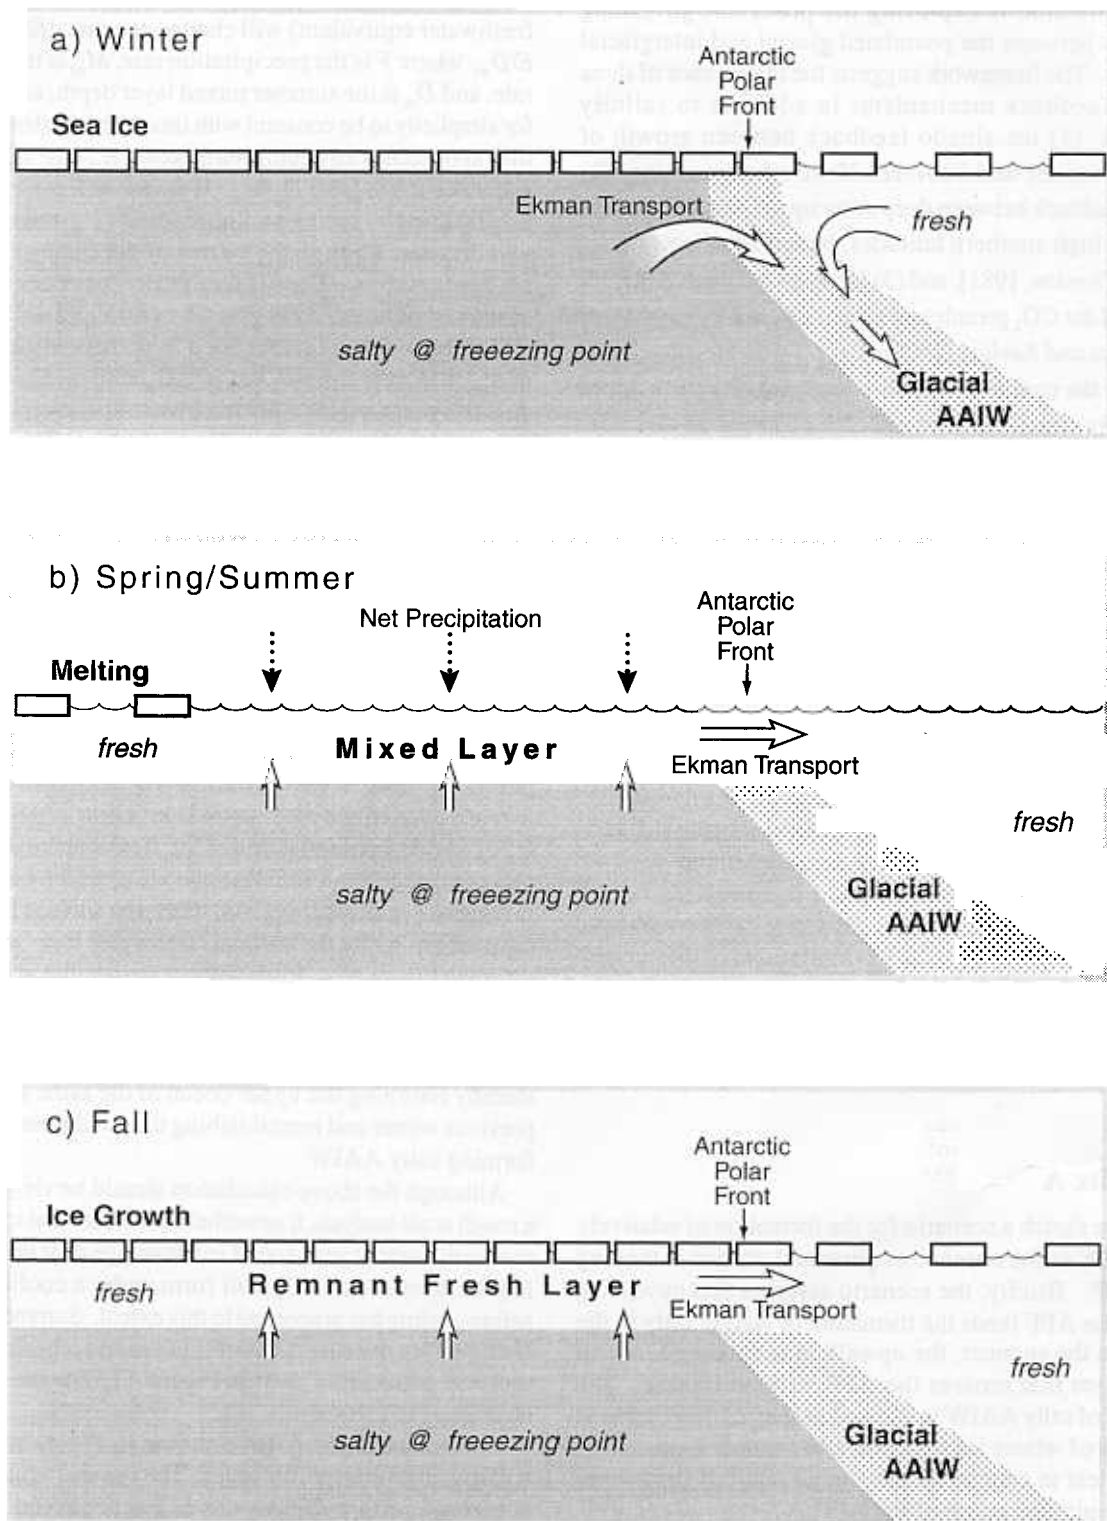 a) Winter
Antarctic
Polar
Front
Sea Ice
Ekman Transport
fresh
salty @ freeezing point
Glacial
AAIW
b) Spring/Summer
Net Precipitation
Antarctic
Polar
Front
Melting
fresh
Mixed Layer
Ekman Transport
fresh
salty @ freeezing point
Glacial
AAIW
c) Fall
Antarctic
Polar
Front
Ice Growth
Remnant Fresh Layer
fresh
Ekman Transport
fresh
salty @ freeezing point
Glacial
AAIW